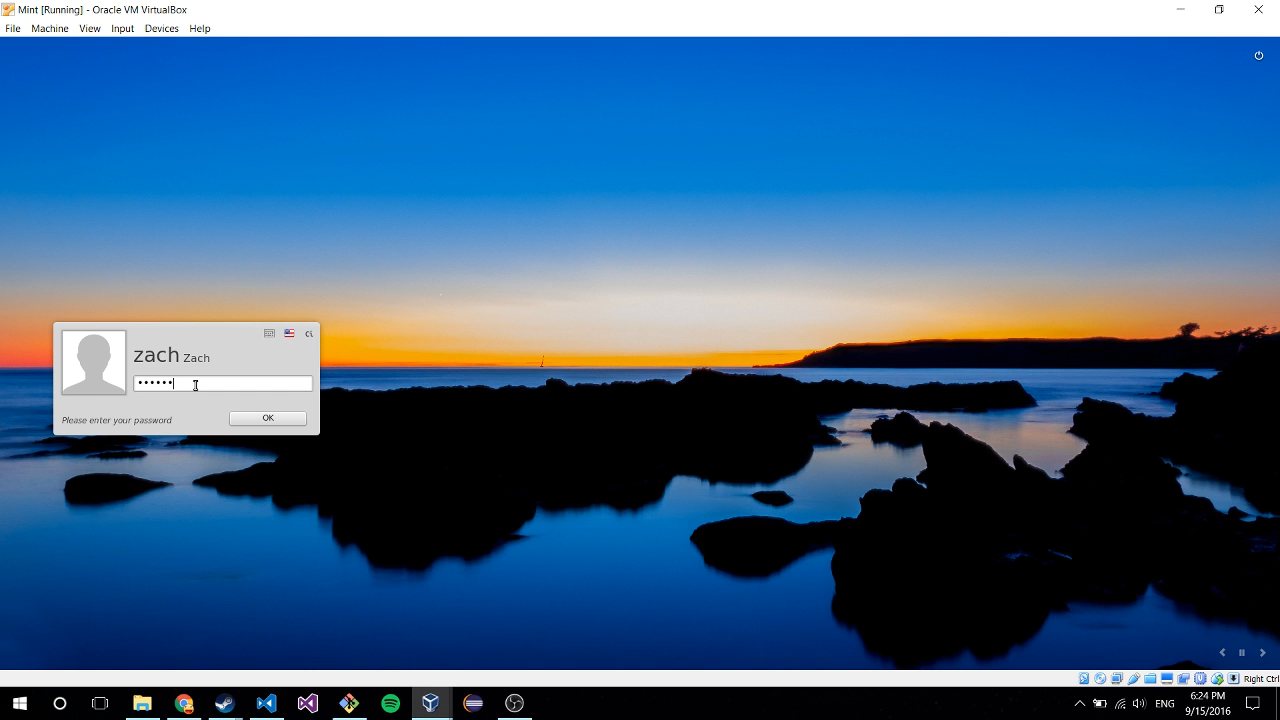 Mint [Running] - Oracle VM VirtualBox
File Machine View Input Devices Help
Ci
zach Zach
••••••
Please enter your password
OK
Right Ctrl
ENG
6:24 PM
9/15/2016